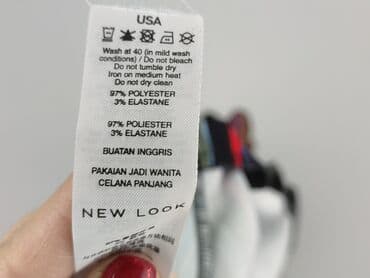 USA
Wash at 40 (in mild wash
conditions) / Do not bleach
Do not tumble dry
Iron on medium heat
Do not dry clean
97% POLYESTER
3% ELASTANE
97% POLIESTER
3% ELASTANE
BUATAN INGGRIS
PAKAIAN JADI WANITA
CELANA PANJANG
NEW LOOK